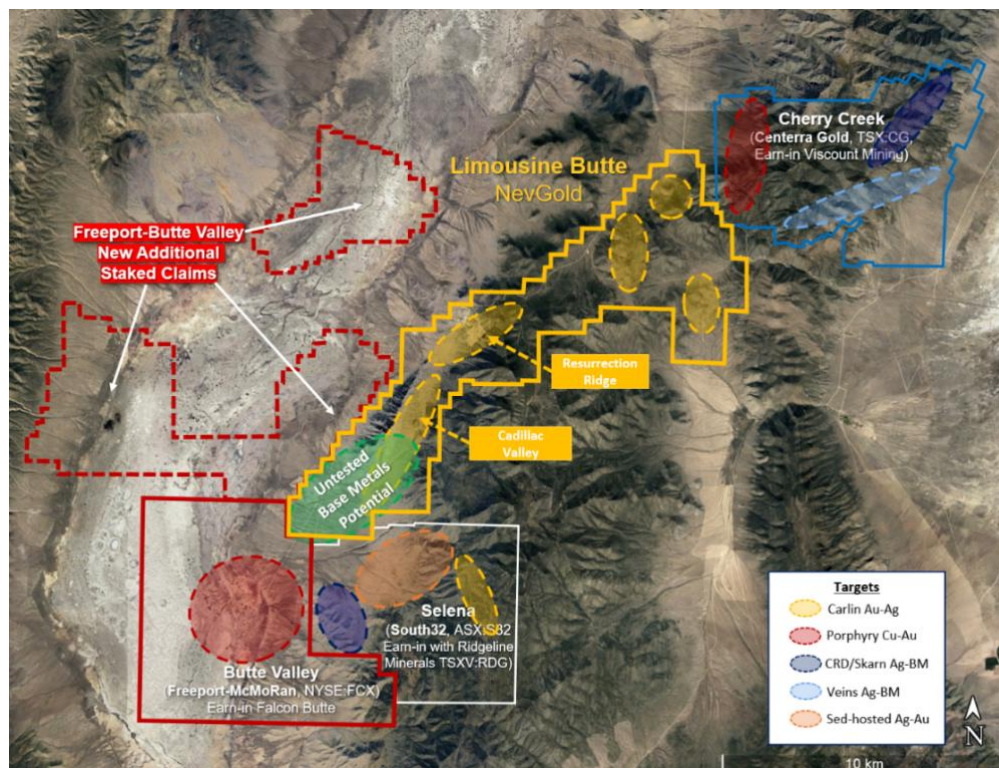 Cherry Creek
(Centerra Gold, TSX:CG,
Earn-in Viscount Mining)
Limousine Butte
NevGold
Freeport-Butte Valley
New Additional
Staked Claims
Resurrection
Ridge
Cadillac
Valley
Untested
Base Metals
Potential
Selena
(South32, ASX:S32
Earn-in with Ridgeline
Minerals TSXV:RDG)
Butte Valley
(Freeport-McMoRan, NYSE:FCX)
Earn-in Falcon Butte
Targets
Carlin Au-Ag
Porphyry Cu-Au
CRD/Skarn Ag-BM
Veins Ag-BM
Sed-hosted Ag-Au
N
10 km